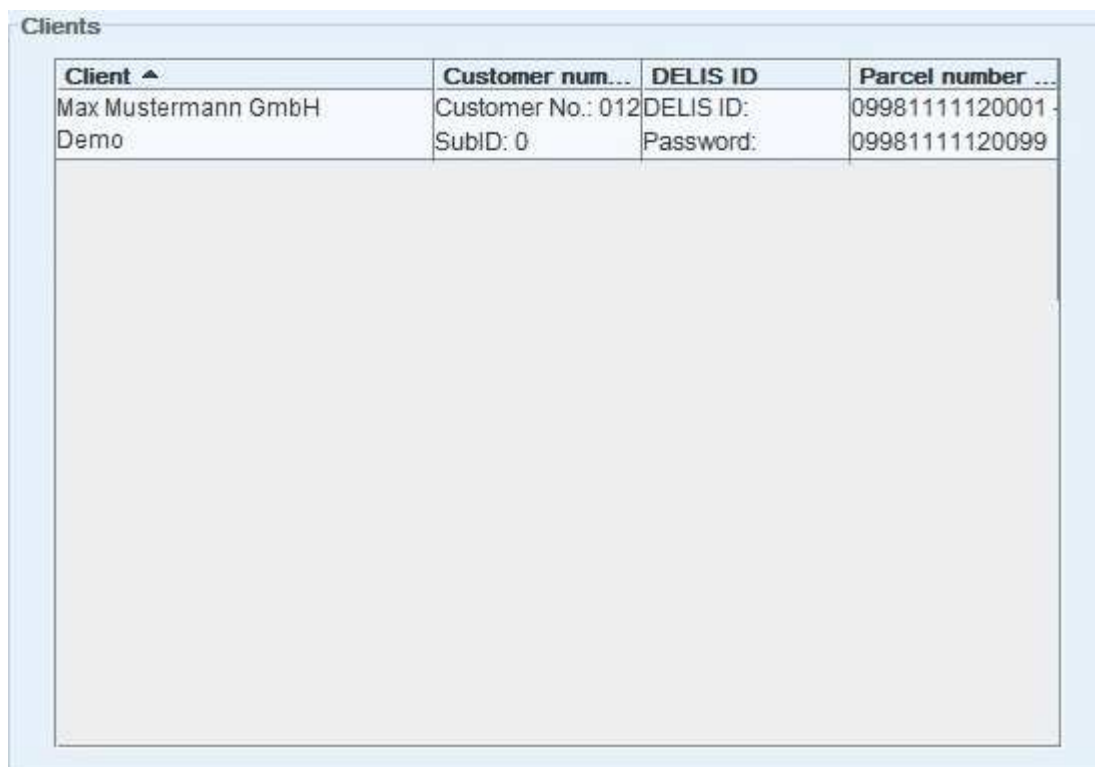 Clients
Client Customer num... DELIS ID Parcel number ...
Max Mustermann GmbH Customer No.: 012 DELIS ID: 09981111120001 -
Demo SubID: 0 Password: 09981111120099